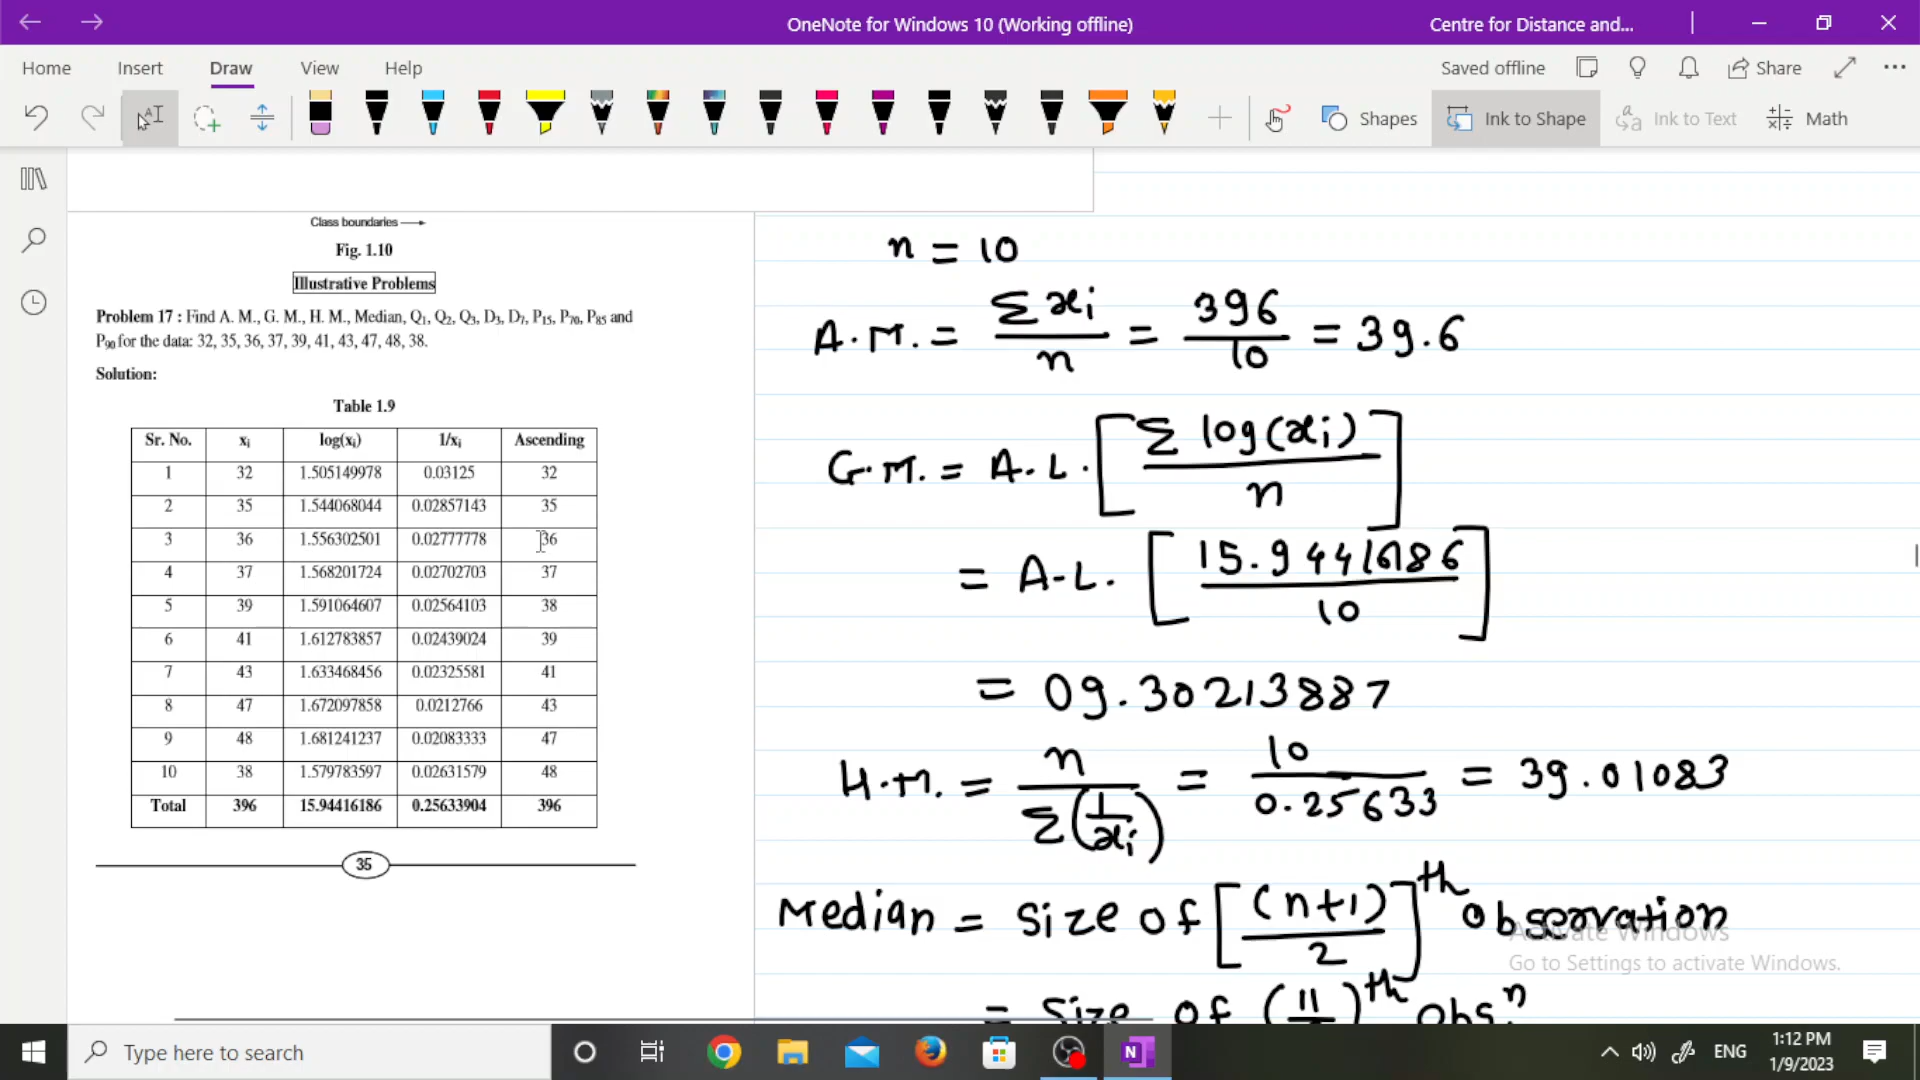 OneNote for Windows 10 (Working offline)
Centre for Distance and...
Home Insert Draw View Help
Saved offline
Share
Shapes
Ink to Shape
Ink to Text
Math
Class boundaries
Fig. 1.10
Illustrative Problems
Problem 17 : Find A. M., G. M., H. M., Median, Q₁, Q₂, Q₃, D₃, D₇, P₁₅, P₇₀, P₈₅ and
P₉₀ for the data: 32, 35, 36, 37, 39, 41, 43, 47, 48, 38.
Solution:
Table 1.9
Sr. No. xᵢ log(xᵢ) 1/xᵢ Ascending
1 32 1.505149978 0.03125 32
2 35 1.544068044 0.02857143 35
3 36 1.556302501 0.02777778 36
4 37 1.568201724 0.02702703 37
5 39 1.591064607 0.02564103 38
6 41 1.612783857 0.02439024 39
7 43 1.633468456 0.02325581 41
8 47 1.672097858 0.0212766 43
9 48 1.681241237 0.02083333 47
10 38 1.579783597 0.02631579 48
Total 396 15.94416186 0.25633904 396
35
n = 10
A.M. = Σxᵢ / n = 396 / 10 = 39.6
G.M. = A.L. [Σ log(xᵢ) / n]
= A.L. [15.94416186 / 10]
= 09.30213887
H.M. = n / Σ(1/xᵢ) = 10 / 0.25633 = 39.01083
Median = Size of [(n+1) / 2]th observation
= Size of (11 )th obs.n
Activate Windows
Go to Settings to activate Windows.
Type here to search
ENG
1:12 PM
1/9/2023